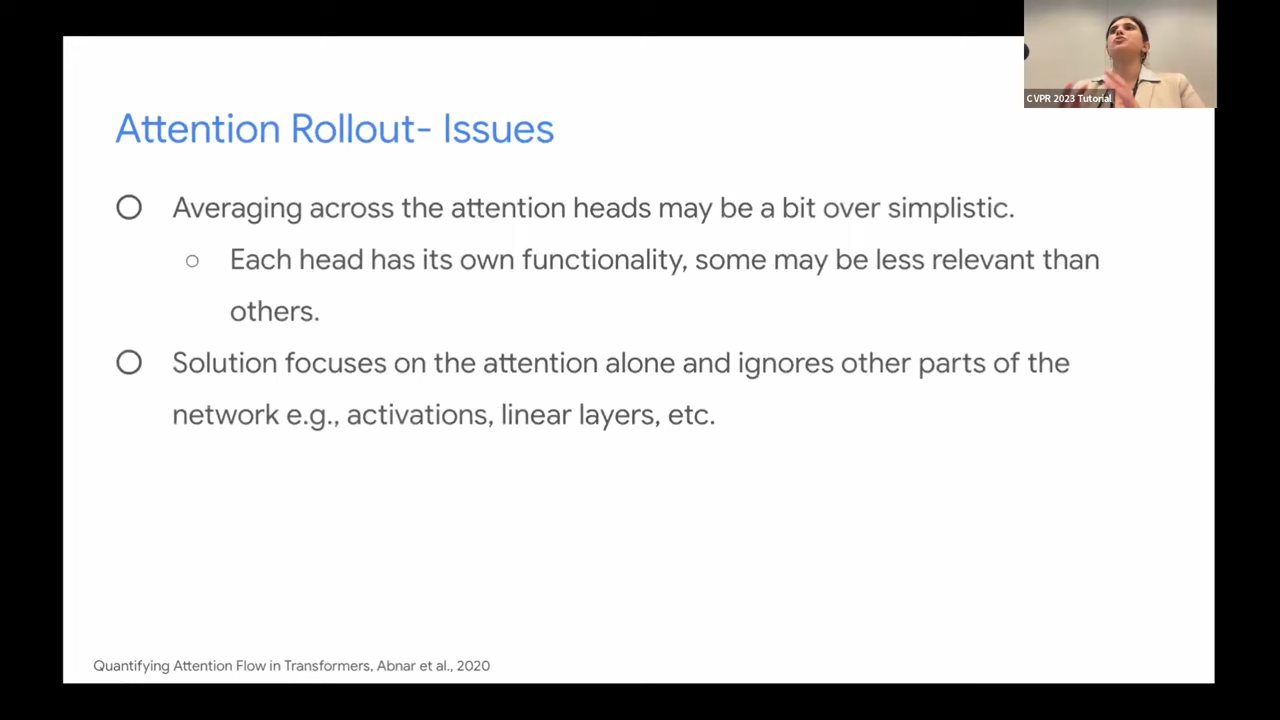 CVPR 2023 Tutorial
Attention Rollout- Issues
Averaging across the attention heads may be a bit over simplistic.
Each head has its own functionality, some may be less relevant than
others.
Solution focuses on the attention alone and ignores other parts of the
network e.g., activations, linear layers, etc.
Quantifying Attention Flow in Transformers, Abnar et al., 2020